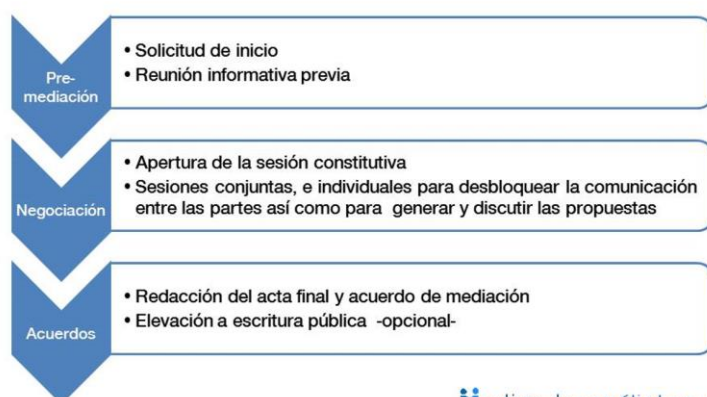 Pre-
mediación
• Solicitud de inicio
• Reunión informativa previa
Negociación
• Apertura de la sesión constitutiva
• Sesiones conjuntas, e individuales para desbloquear la comunicación
entre las partes así como para generar y discutir las propuestas
Acuerdos
• Redacción del acta final y acuerdo de mediación
• Elevación a escritura pública -opcional-